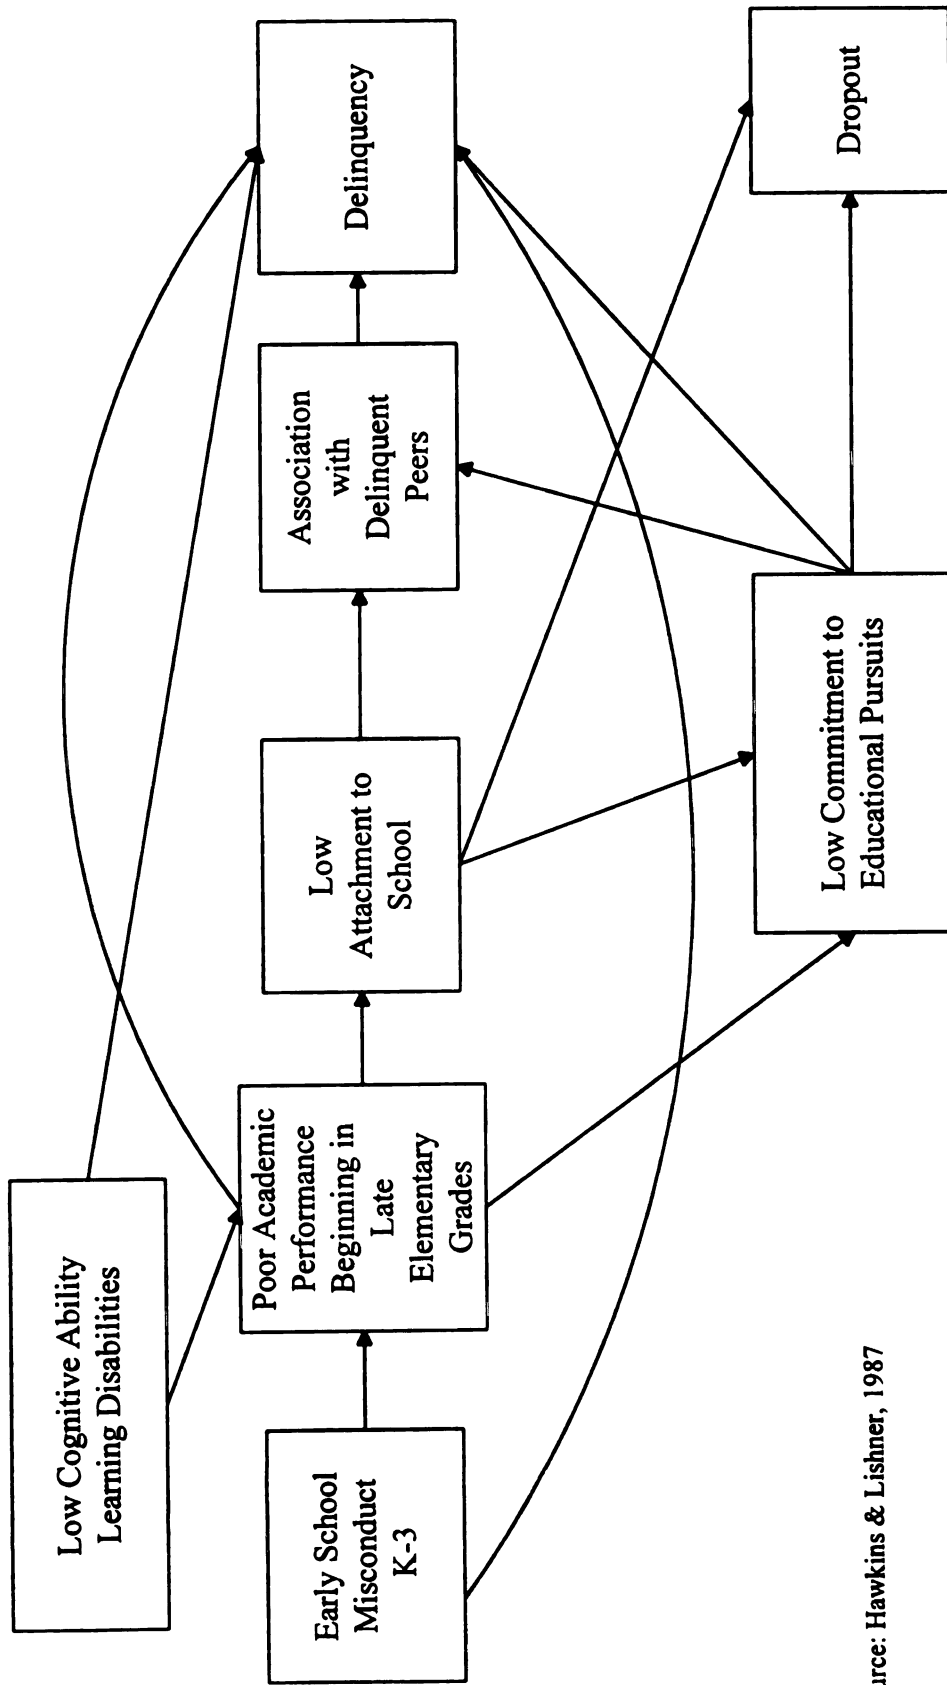 Low Cognitive Ability
Learning Disabilities
Early School
Misconduct
K-3
Poor Academic
Performance
Beginning in
Late
Elementary
Grades
Low
Attachment to
School
Association
with
Delinquent
Peers
Delinquency
Low Commitment to
Educational Pursuits
Dropout
urce: Hawkins & Lishner, 1987